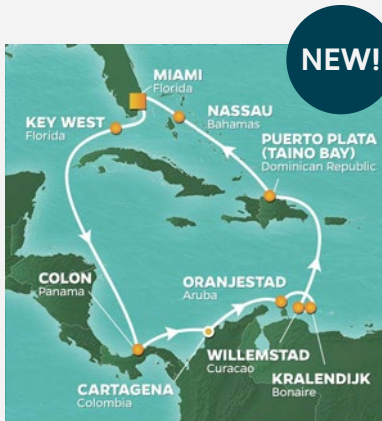 NEW!
MIAMI
Florida
KEY WEST
Florida
NASSAU
Bahamas
PUERTO PLATA
(TAINO BAY)
Dominican Republic
COLON
Panama
ORANJESTAD
Aruba
WILLEMSTAD
Curacao
CARTAGENA
Colombia
KRALENDIJK
Bonaire